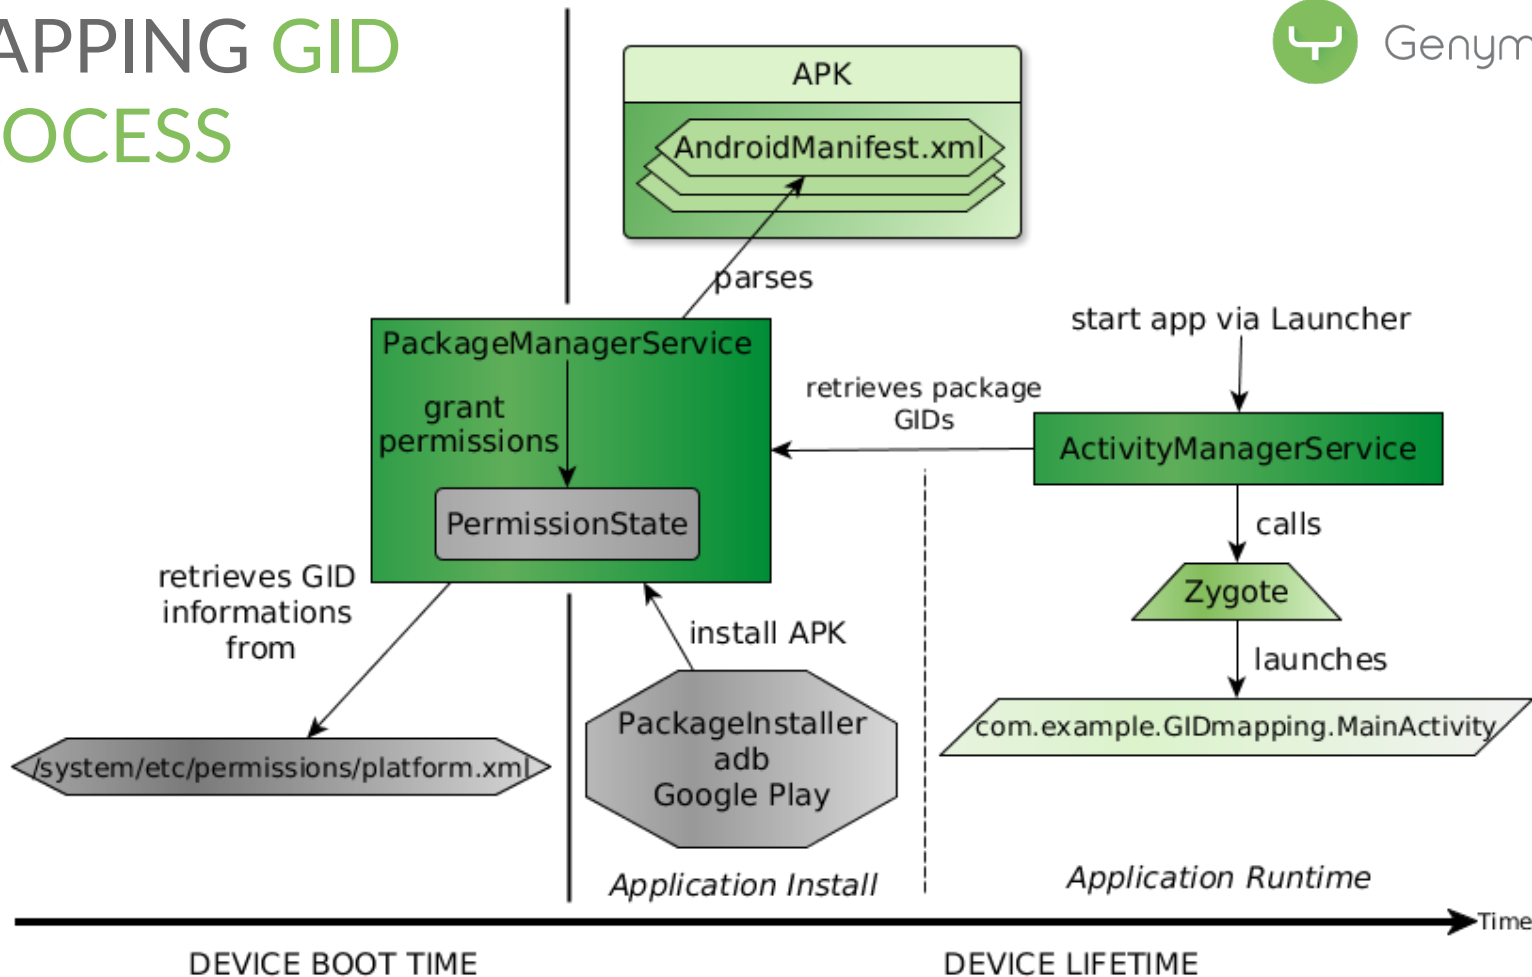 APPING GID
OCESS
Genym
APK
AndroidManifest.xml
parses
start app via Launcher
PackageManagerService
retrieves package
GIDs
grant
permissions
ActivityManagerService
PermissionState
calls
retrieves GID
informations
from
Zygote
install APK
launches
PackageInstaller
adb
Google Play
com.example.GIDmapping.MainActivity
/system/etc/permissions/platform.xml
Application Install
Application Runtime
Time
DEVICE BOOT TIME
DEVICE LIFETIME